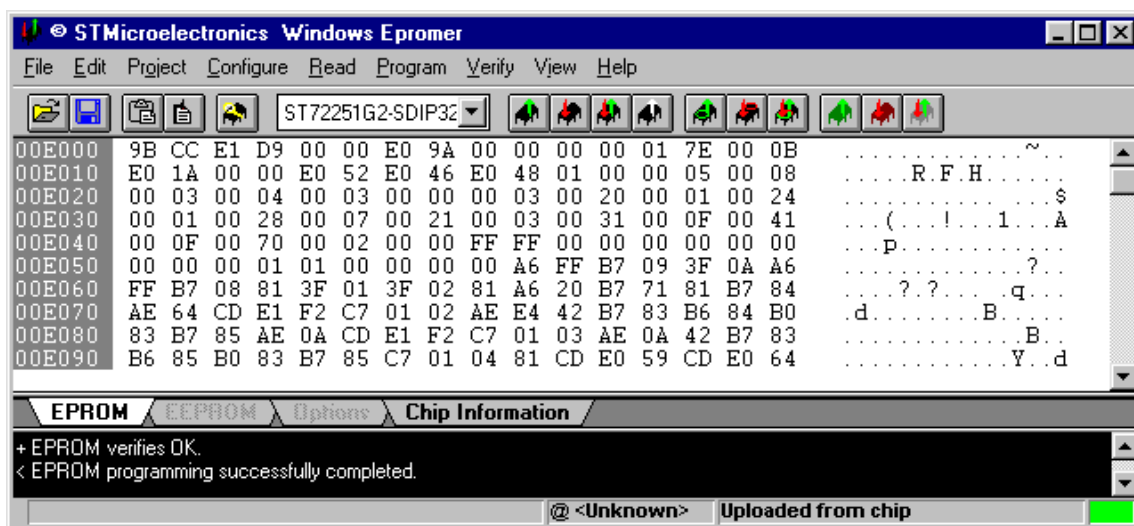 © STMicroelectronics Windows Epromer
File Edit Project Configure Read Program Verify View Help
ST72251G2-SDIP32
00E000 9B CC E1 D9 00 00 E0 9A 00 00 00 00 01 7E 00 0B . . . . . . . . . . . . . ~ . .
00E010 E0 1A 00 00 E0 52 E0 46 E0 48 01 00 00 05 00 08 . . . . . R . F . H . . . . . .
00E020 00 03 00 04 00 03 00 00 00 03 00 20 00 01 00 24 . . . . . . . . . . . . . . . $
00E030 00 01 00 28 00 07 00 21 00 03 00 31 00 0F 00 41 . . . ( . . . ! . . . 1 . . . A
00E040 00 0F 00 70 00 02 00 00 FF FF 00 00 00 00 00 00 . . . p . . . . . . . . . . . .
00E050 00 00 00 01 01 00 00 00 00 A6 FF B7 09 3F 0A A6 . . . . . . . . . . . . . ? . .
00E060 FF B7 08 81 3F 01 3F 02 81 A6 20 B7 71 81 B7 84 . . . . ? . ? . . . . q . . .
00E070 AE 64 CD E1 F2 C7 01 02 AE E4 42 B7 83 B6 84 B0 . d . . . . . . . . B . . . . .
00E080 83 B7 85 AE 0A CD E1 F2 C7 01 03 AE 0A 42 B7 83 . . . . . . . . . . . . . B . .
00E090 B6 85 B0 83 B7 85 C7 01 04 81 CD E0 59 CD E0 64 . . . . . . . . . . . . Y . . d
EPROM EEPROM Options Chip Information
+ EPROM verifies OK.
< EPROM programming successfully completed.
@ <Unknown> Uploaded from chip